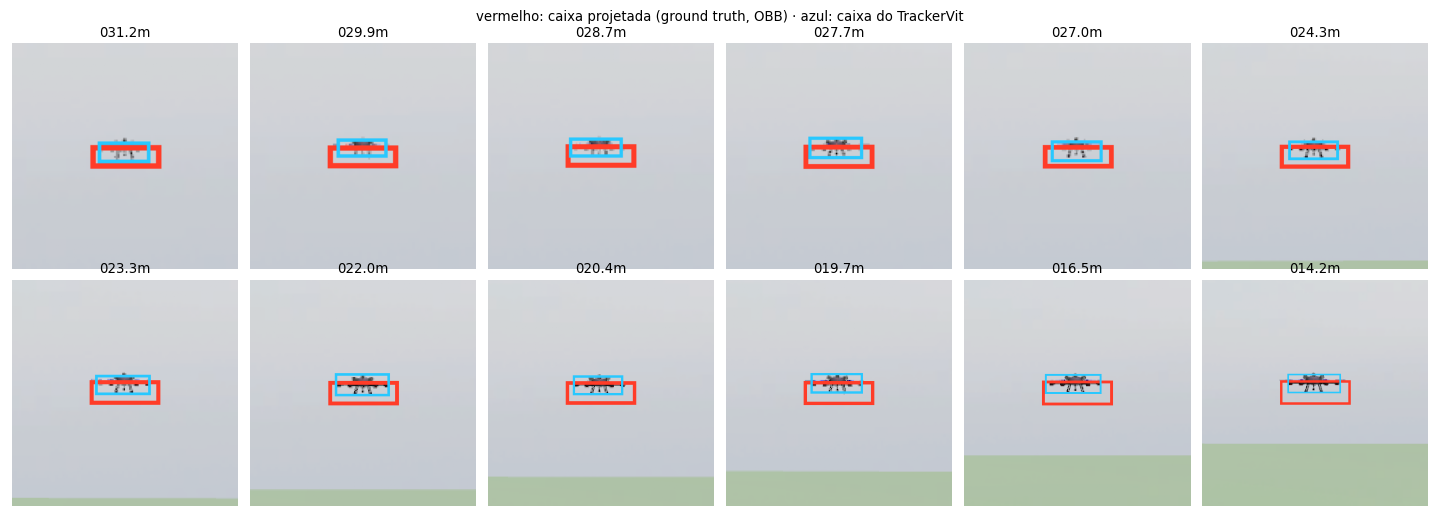 vermelho: caixa projetada (ground truth, OBB) · azul: caixa do TrackerVit
031.2m 029.9m 028.7m 027.7m 027.0m 024.3m
023.3m 022.0m 020.4m 019.7m 016.5m 014.2m